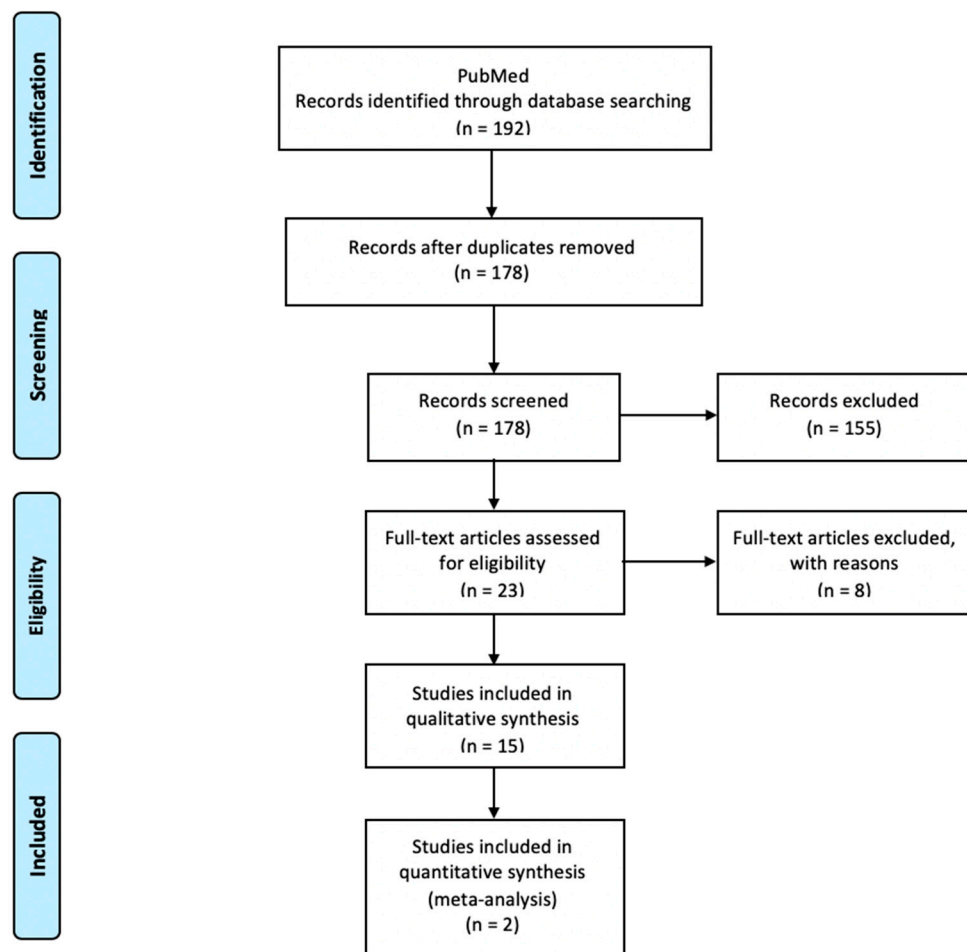 Identification
PubMed
Records identified through database searching
(n = 192)
Records after duplicates removed
(n = 178)
Screening
Records screened
(n = 178)
Records excluded
(n = 155)
Eligibility
Full-text articles assessed
for eligibility
(n = 23)
Full-text articles excluded,
with reasons
(n = 8)
Studies included in
qualitative synthesis
(n = 15)
Included
Studies included in
quantitative synthesis
(meta-analysis)
(n = 2)